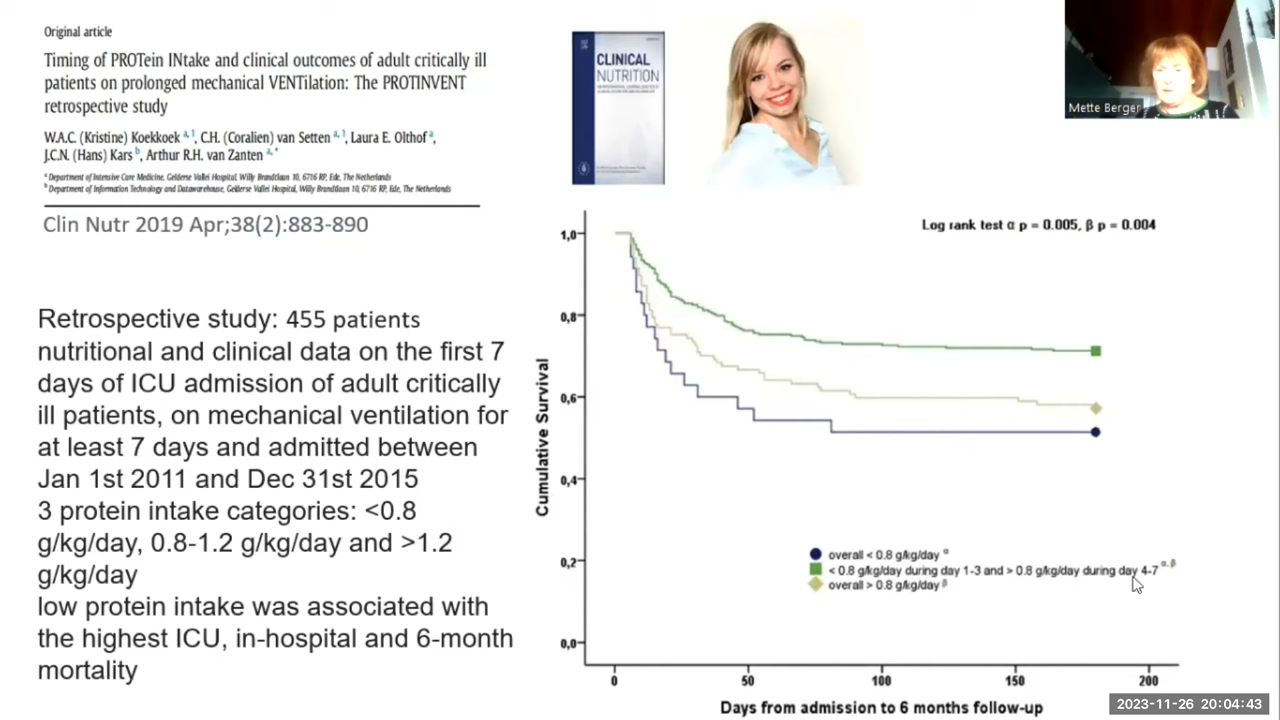 Original article
Timing of PROTein INtake and clinical outcomes of adult critically ill
patients on prolonged mechanical VENTilation: The PROTINVENT
retrospective study
W.A.C. (Kristine) Koekkoek a, 1, C.H. (Coralien) van Setten a, 1, Laura E. Olthof a,
J.C.N. (Hans) Kars b, Arthur R.H. van Zanten a, *
a Department of Intensive Care Medicine, Gelderse Vallei Hospital, Willy Brandtlaan 10, 6716 RP, Ede, The Netherlands
b Department of Information Technology and Datawarehouse, Gelderse Vallei Hospital, Willy Brandtlaan 10, 6716 RP, Ede, The Netherlands
Clin Nutr 2019 Apr;38(2):883-890
CLINICAL
NUTRITION
Mette Berger
Retrospective study: 455 patients
nutritional and clinical data on the first 7
days of ICU admission of adult critically
ill patients, on mechanical ventilation for
at least 7 days and admitted between
Jan 1st 2011 and Dec 31st 2015
3 protein intake categories: <0.8
g/kg/day, 0.8-1.2 g/kg/day and >1.2
g/kg/day
low protein intake was associated with
the highest ICU, in-hospital and 6-month
mortality
Log rank test α p = 0.005, β p = 0.004
Cumulative Survival
1,0
0,8
0,6
0,4
0,2
0,0
overall < 0.8 g/kg/day α
< 0.8 g/kg/day during day 1-3 and > 0.8 g/kg/day during day 4-7 α,β
overall > 0.8 g/kg/day β
0 50 100 150 200
Days from admission to 6 months follow-up
2023-11-26 20:04:43